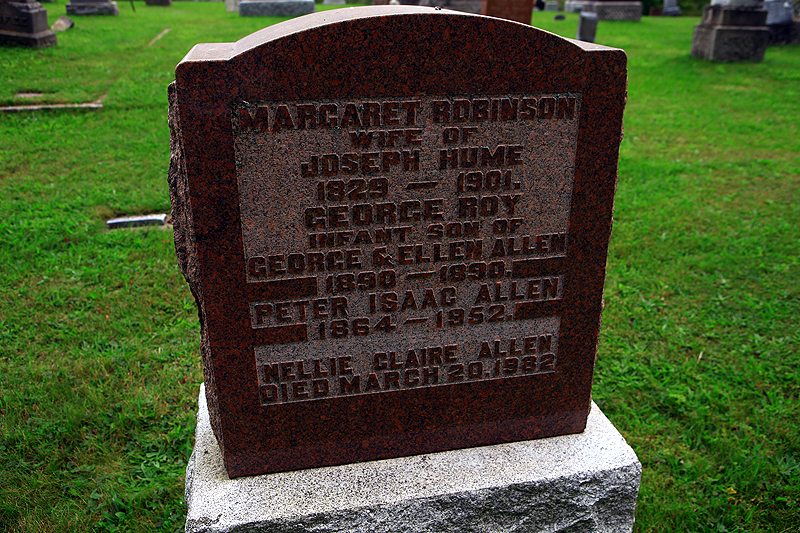 MARGARET ROBINSON
WIFE OF
JOSEPH HUME
1829 — 1901.
GEORGE ROY
INFANT SON OF
GEORGE & ELLEN ALLEN
1890 — 1890.
PETER ISAAC ALLEN
1864 — 1952.
NELLIE CLAIRE ALLEN
DIED MARCH 20, 1982